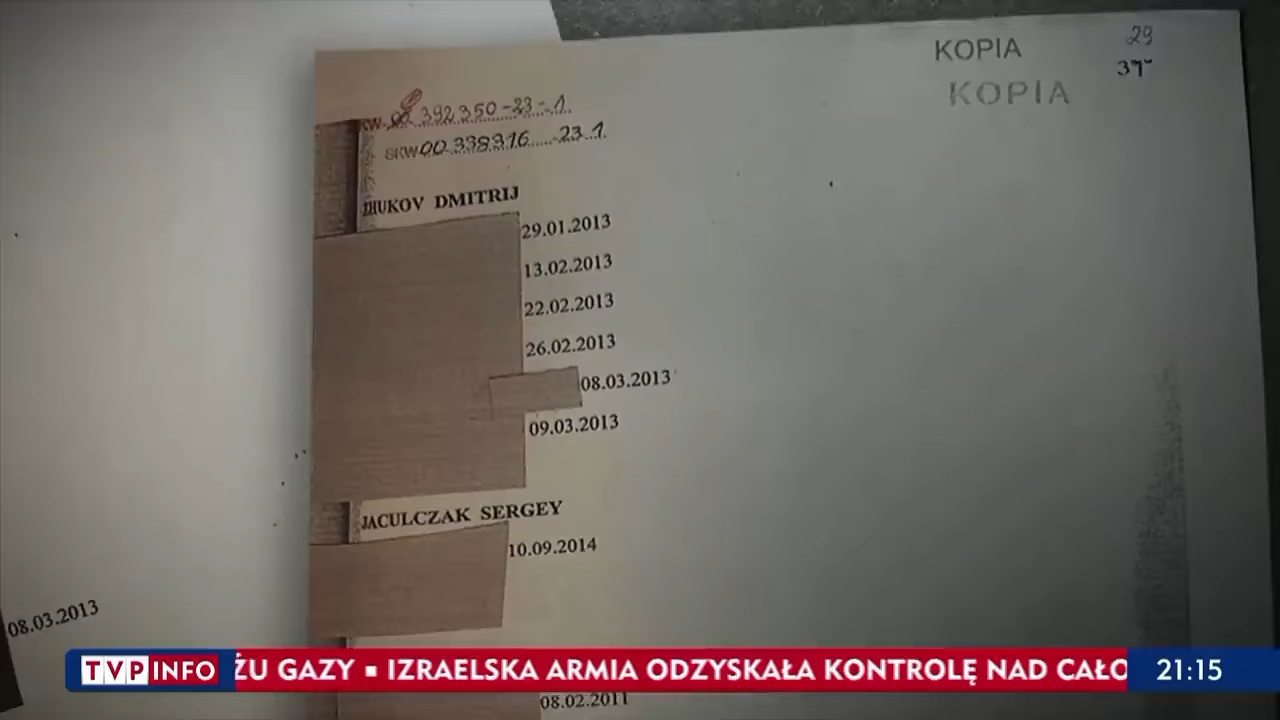 KOPIA
29
37
KOPIA
KW-00 392350-23-1
SKW 00 338316 23 1
ZHUKOV DMITRIJ
29.01.2013
13.02.2013
22.02.2013
26.02.2013
08.03.2013
09.03.2013
JACULCZAK SERGEY
10.09.2014
08.03.2013
08.02.2011
TVP INFO
ŻU GAZY ▪ IZRAELSKA ARMIA ODZYSKAŁA KONTROLĘ NAD CAŁO
21:15